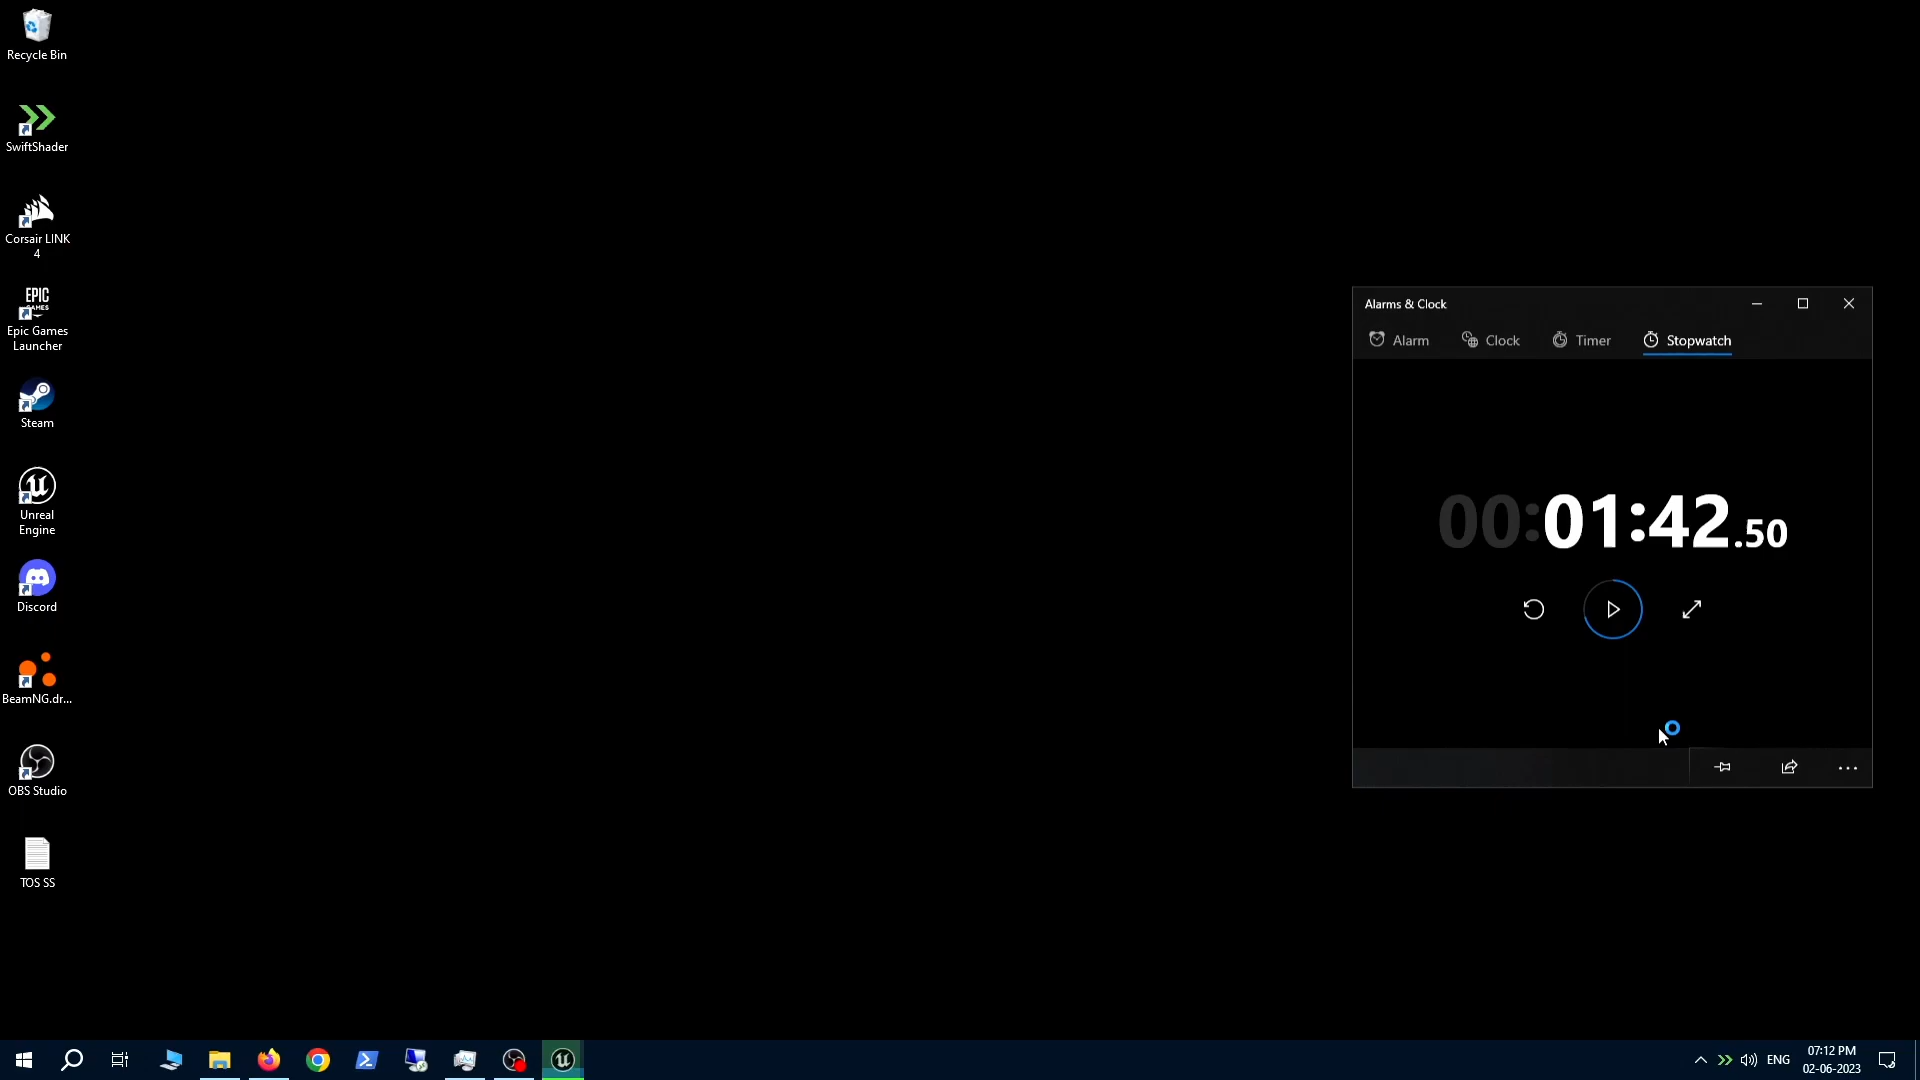 Recycle Bin
SwiftShader
Corsair LINK
4
EPIC
GAMES
Epic Games
Launcher
Steam
Unreal
Engine
Discord
BeamNG.dr...
OBS Studio
TOS SS
Alarms & Clock
Alarm
Clock
Timer
Stopwatch
00:01:42.50
ENG
07:12 PM
02-06-2023